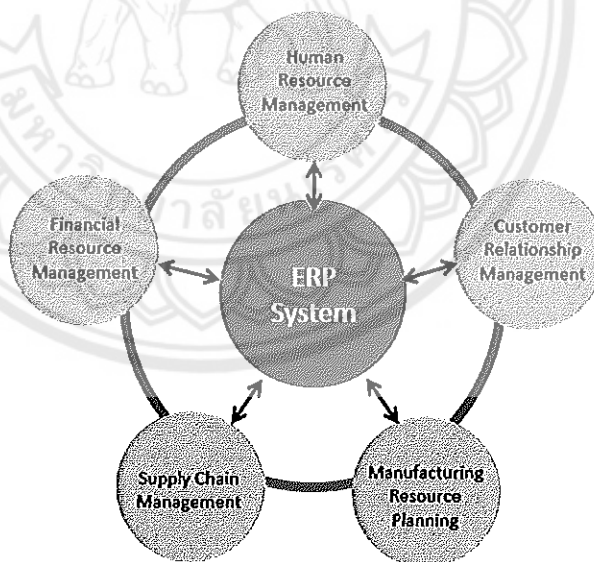 Human
Resource
Management
Financial
Resource
Management
ERP
System
Customer
Relationship
Management
Supply Chain
Management
Manufacturing
Resource
Planning